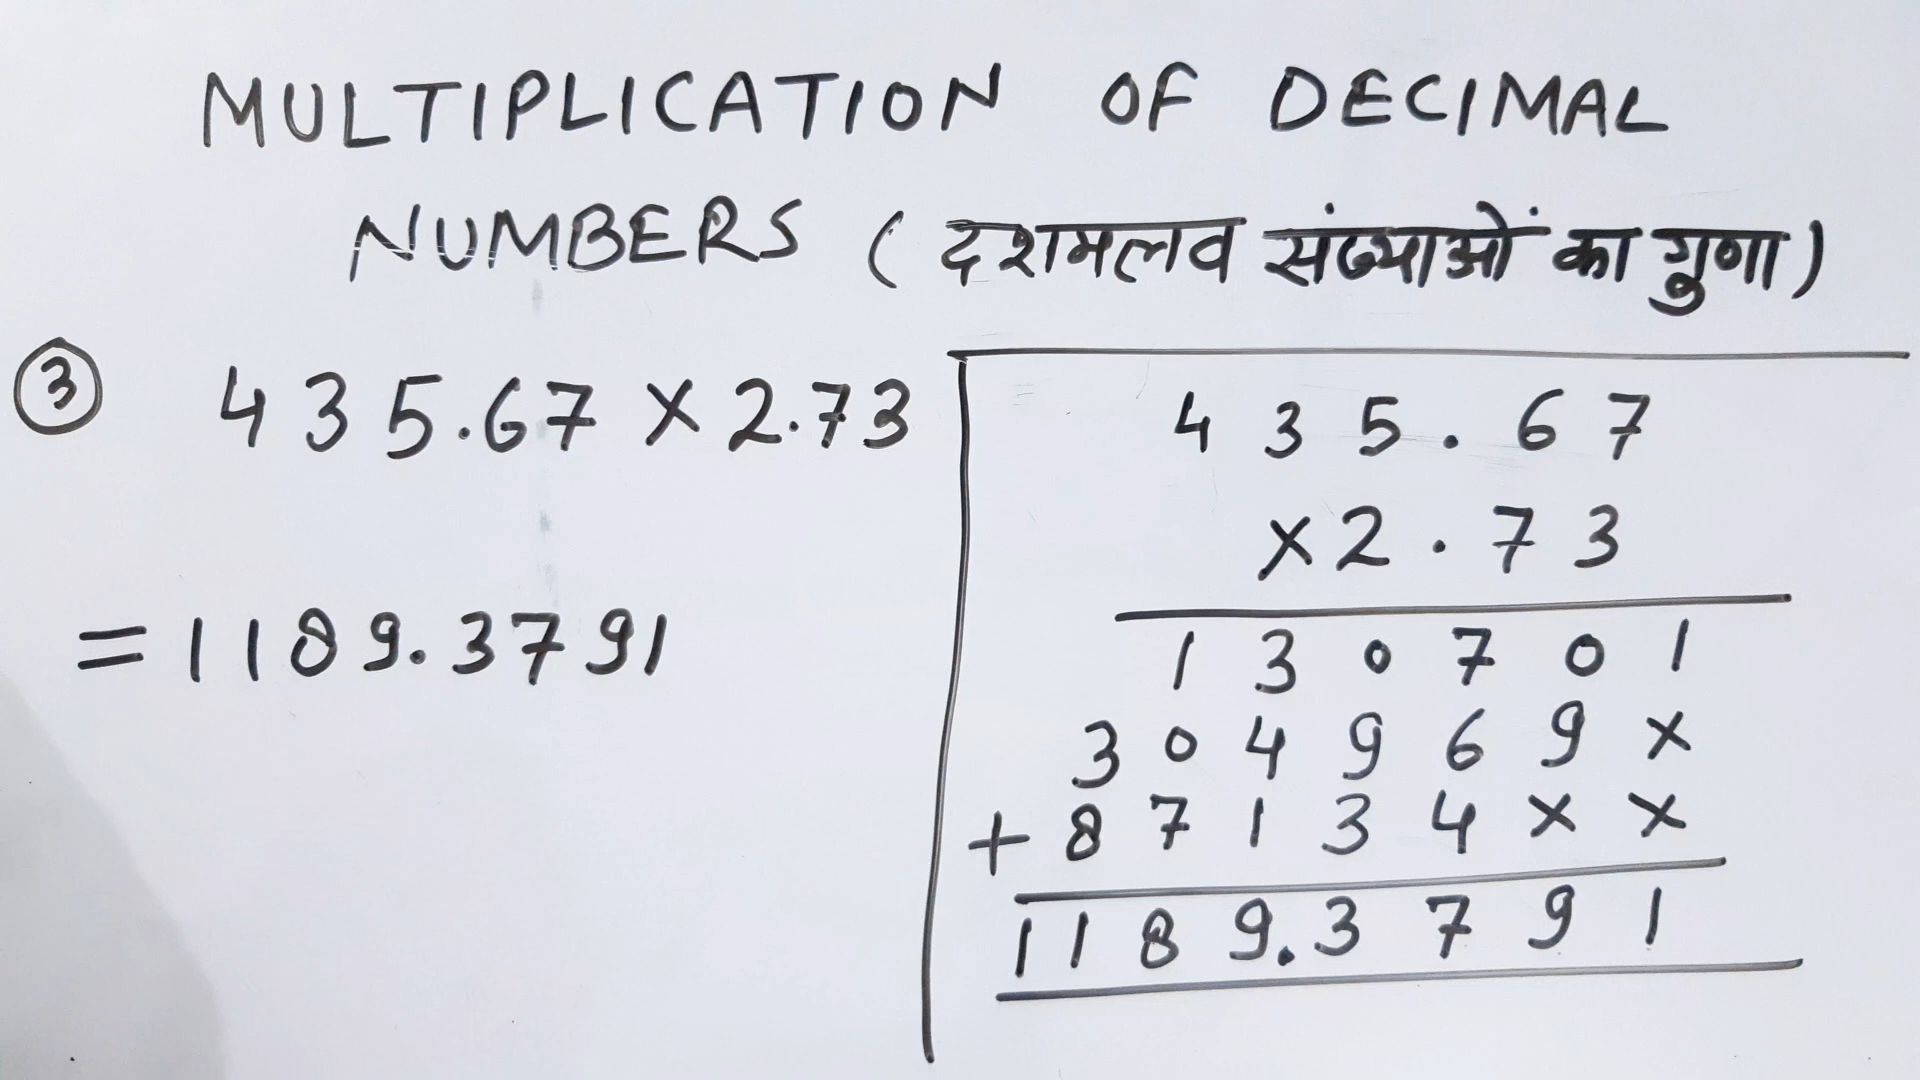 MULTIPLICATION OF DECIMAL
NUMBERS (दशमलव संख्याओं का गुणा)
③ 435.67 × 2.73
= 1189.3791
435.67
×2.73
130701
304969×
+87134××
1189.3791